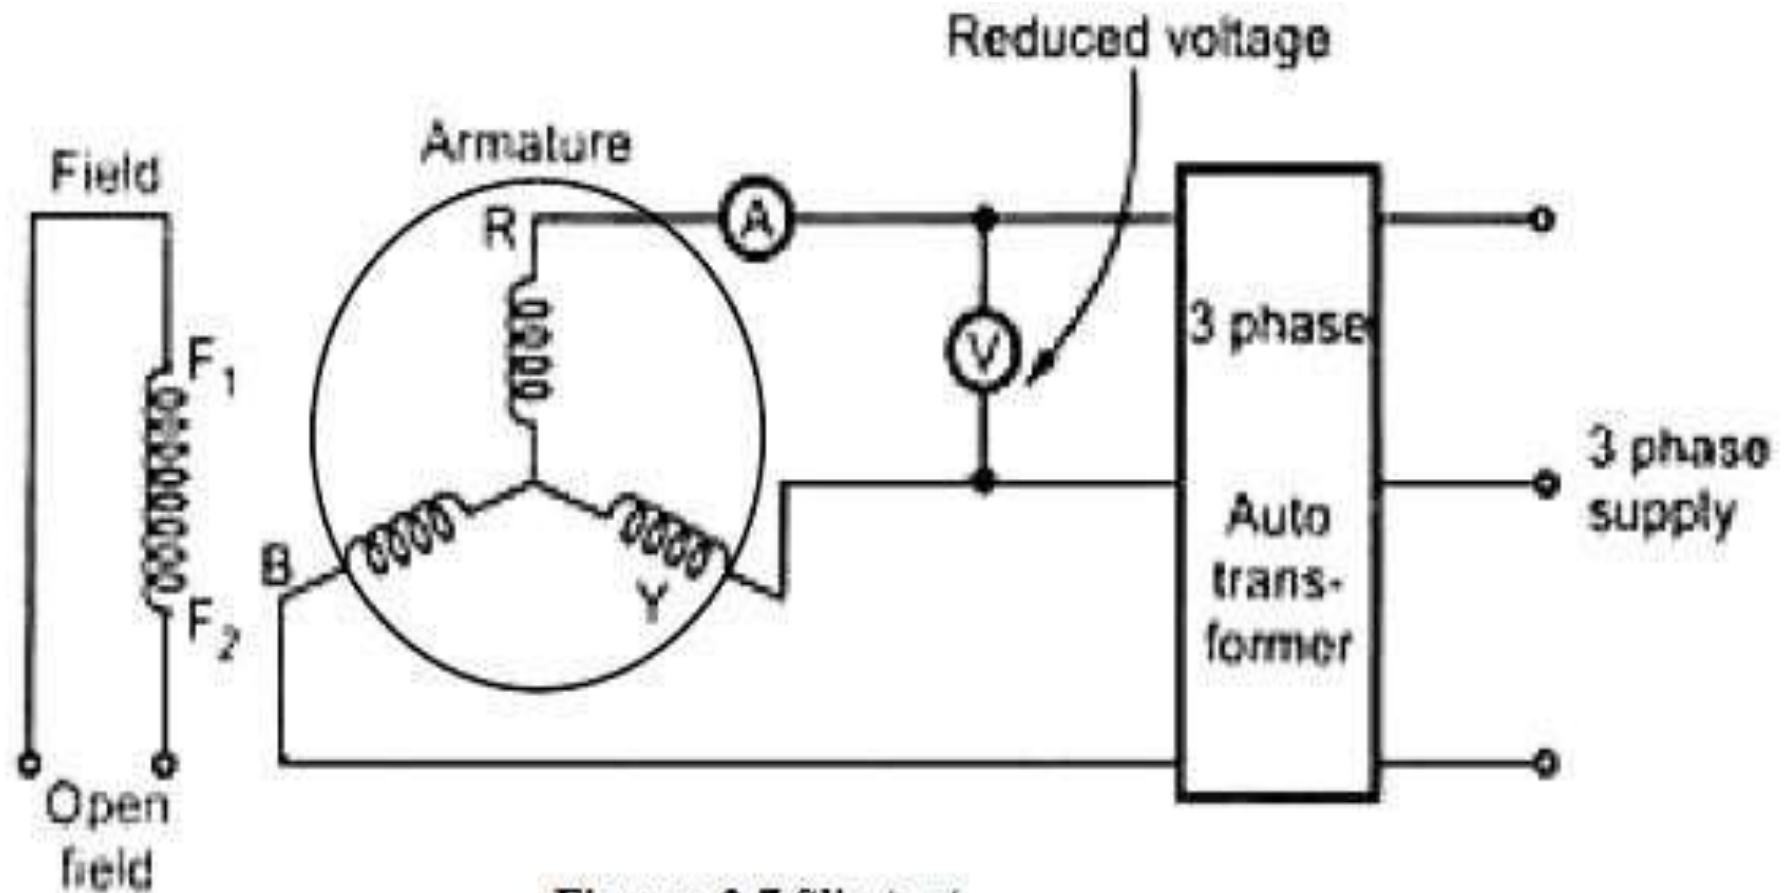 Reduced voltage
Armature
Field
R
A
3 phase
F1
V
3 phase
supply
Auto
trans-
former
B
Y
F2
Open
field